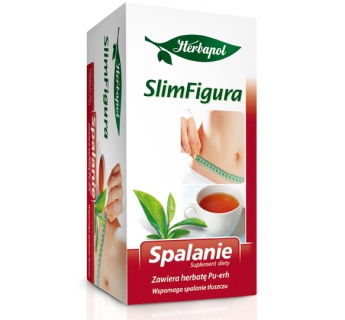 Herbapol
SlimFigura
Spalanie
Suplement diety
Zawiera herbatę Pu-erh
Wspomaga spalanie tłuszczu
Herbapol
SlimFigura
Spalanie